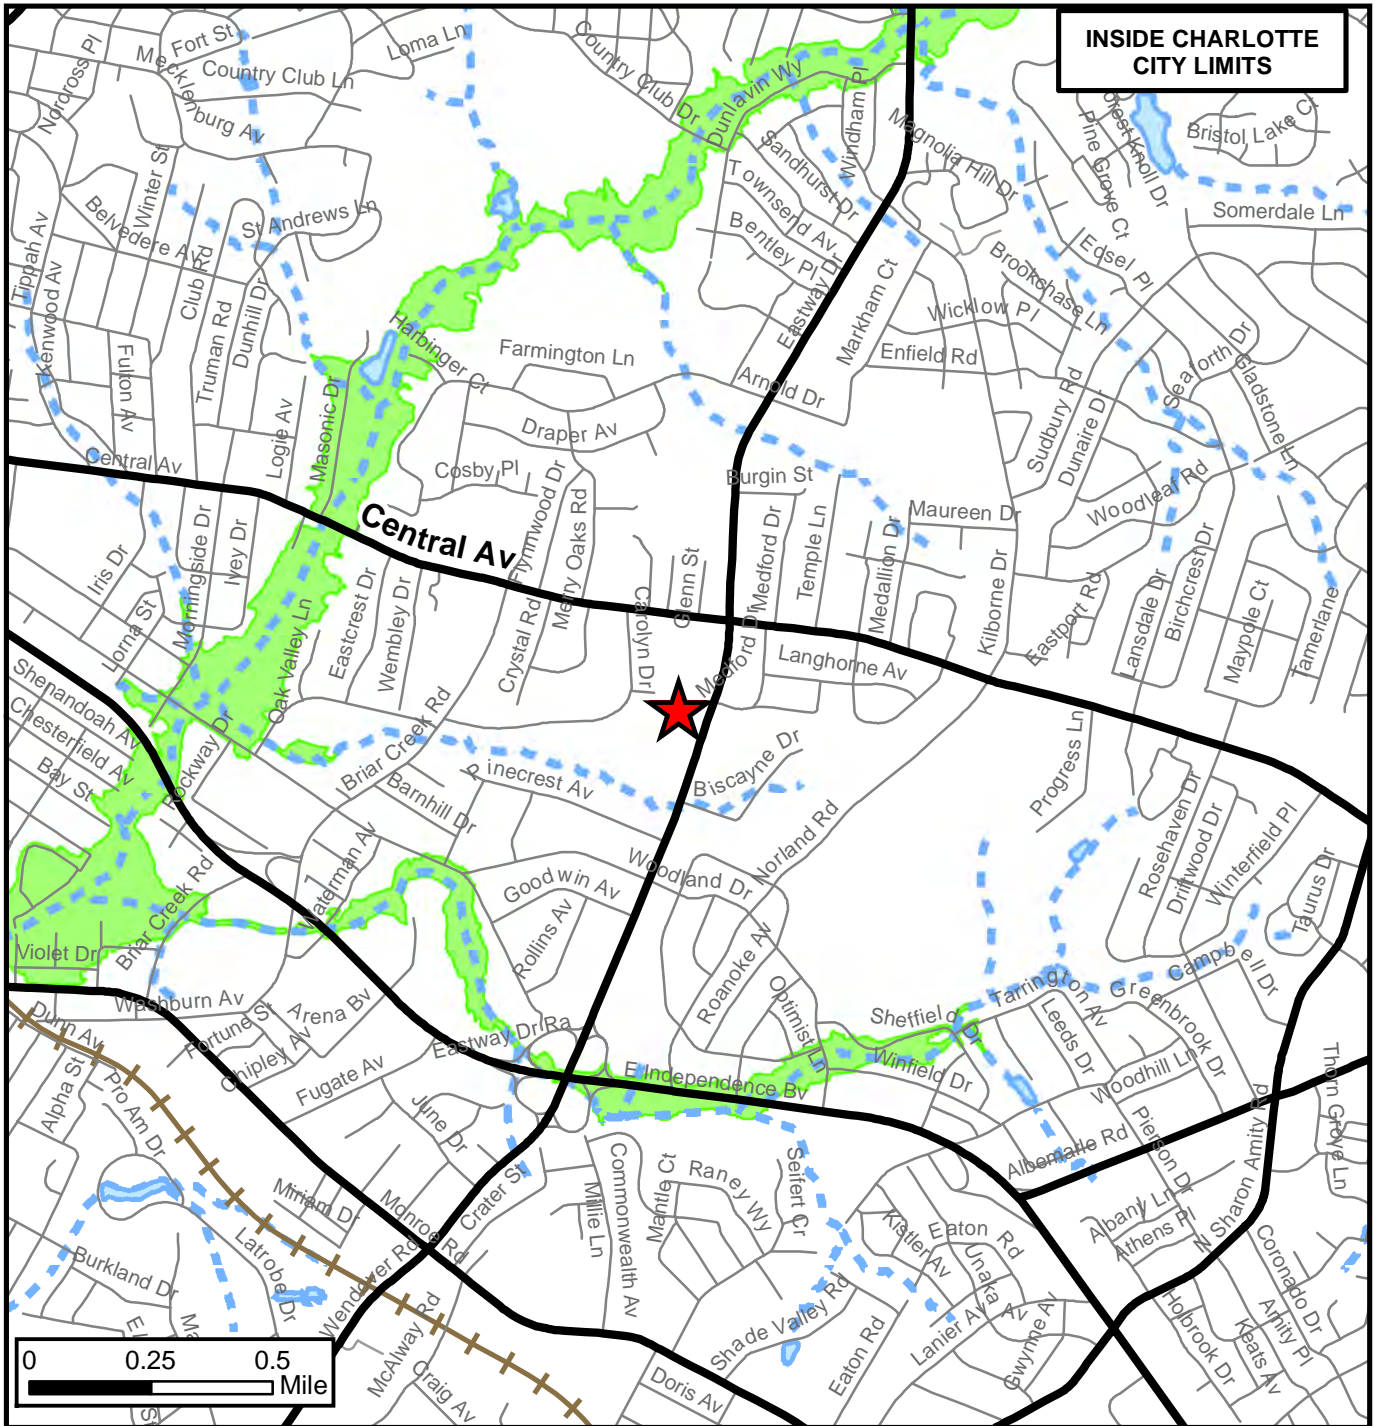 INSIDE CHARLOTTE
CITY LIMITS
Norcross Pl
Fort St
Mecklenburg Av
Country Club Ln
Loma Ln
Country Club Dr
Dunlavin Wy
Windham Pl
Magnolia Hill Dr
Pine Grove Ct
Bristol Lake Ct
Somerdale Ln
Sandhurst Dr
Townsend Av
Bentley Pl
Eastway Dr
Markham Ct
Edsel Pl
Brookchase Ln
Wicklow Pl
Enfield Rd
Seaforth Dr
Gladstone Ln
Winter St
Belvedere Av
St Andrews Ln
Tippah Av
Kenwood Av
Club Rd
Truman Rd
Dunhill Dr
Fulton Av
Logie Av
Masonic Dr
Harbinger Ct
Farmington Ln
Draper Av
Cosby Pl
Arnold Dr
Sudbury Rd
Dunaire Dr
Woodleaf Rd
Central Av
Central Av
Burgin St
Flynnwood Dr
Merry Oaks Rd
Medford Dr
Temple Ln
Maureen Dr
Medallion Dr
Kilborne Dr
Birchcrest Dr
Iris Dr
Morningside Dr
Ivey Dr
Lorna St
Oak Valley Ln
Eastcrest Dr
Wembley Dr
Crystal Rd
Carolyn Dr
Glenn St
Medford Dr
Langhorne Av
Eastport Rd
Lansdale Dr
Maypole Ct
Tamerlane
Shenandoah Av
Chesterfield Av
Bay St
Rockway Dr
Briar Creek Rd
Barnhill Dr
Pinecrest Av
Biscayne Dr
Norland Rd
Progress Ln
Rosehaven Dr
Driftwood Dr
Winterfield Pl
Taurus Dr
Waterman Av
Woodland Dr
Goodwin Av
Rollins Av
Roanoke Av
Optimist Ln
Violet Dr
Briar Creek Rd
Campbell Dr
Greenbrook Dr
Tarrington Av
Sheffield Dr
Winfield Dr
Leeds Dr
Woodhill Ln
Washburn Av
Dunn Av
Fortune St
Arena Bv
Chipley Av
Fugate Av
Eastway Dr Ra
E Independence Bv
Alpha St
Pro Am Dr
June Dr
Crater St
Miriam Dr
Monroe Rd
Millie Ln
Commonwealth Av
Mantle Ct
Raney Wy
Seifert Cr
Albemarle Rd
Pierson Dr
N Sharon Amity Rd
Thorn Grove Ln
Albany Ln
Athens Pl
Kistler Av
Eaton Rd
Unaka Av
Coronado Dr
Burkland Dr
Latrobe Dr
Wendover Rd
McAlway Rd
Craig Av
Doris Av
Shade Valley Rd
Eaton Rd
Lanier Av
Gwynne Av
Holbrook Dr
Keats Av
Amity Pl
0
0.25
0.5
Mile